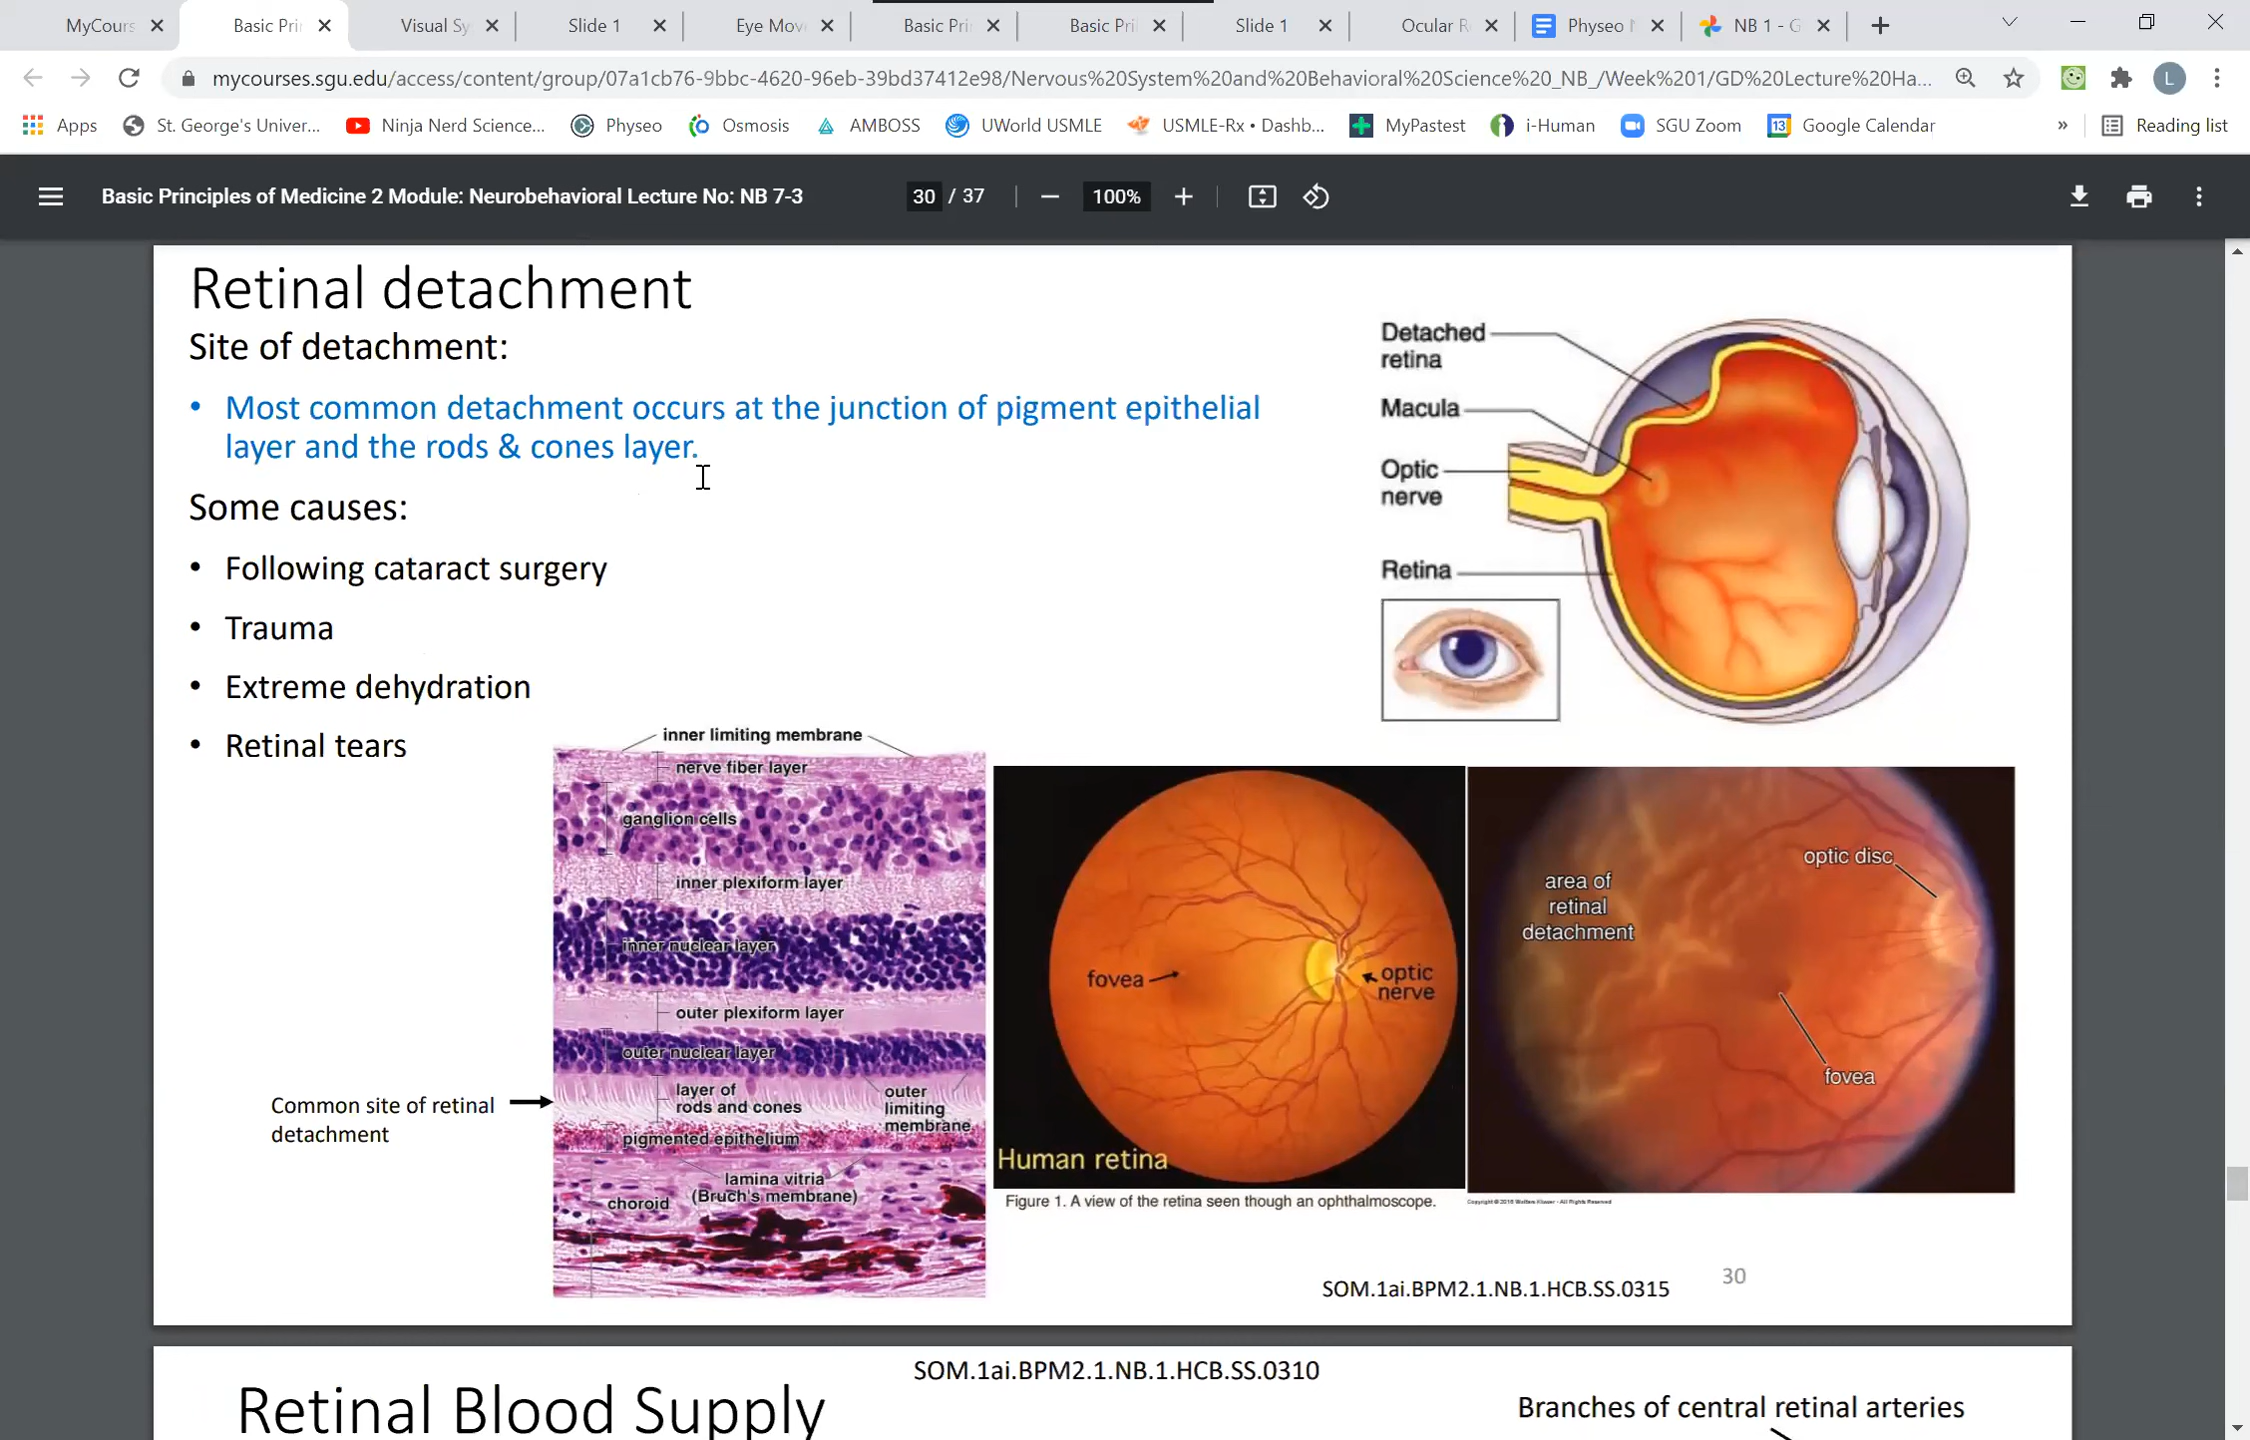 MyCours
Basic Pri
Visual Sy
Slide 1
Eye Mov
Basic Pri
Basic Pri
Slide 1
Ocular R
Physeo N
NB 1 - G
mycourses.sgu.edu/access/content/group/07a1cb76-9bbc-4620-96eb-39bd37412e98/Nervous%20System%20and%20Behavioral%20Science%20_NB_/Week%201/GD%20Lecture%20Ha...
L
Apps
St. George's Univer...
Ninja Nerd Science...
Physeo
Osmosis
AMBOSS
UWorld USMLE
USMLE-Rx • Dashb...
MyPastest
i-Human
SGU Zoom
13
Google Calendar
»
Reading list
Basic Principles of Medicine 2 Module: Neurobehavioral Lecture No: NB 7-3
30 / 37
100%
Retinal detachment
Site of detachment:
• Most common detachment occurs at the junction of pigment epithelial
layer and the rods & cones layer.
Some causes:
• Following cataract surgery
• Trauma
• Extreme dehydration
• Retinal tears
Detached
retina
Macula
Optic
nerve
Retina
inner limiting membrane
nerve fiber layer
ganglion cells
inner plexiform layer
inner nuclear layer
outer plexiform layer
outer nuclear layer
layer of
rods and cones
outer
limiting
membrane
pigmented epithelium
lamina vitria
(Bruch's membrane)
choroid
Common site of retinal
detachment
fovea
optic
nerve
Human retina
Figure 1. A view of the retina seen though an ophthalmoscope.
area of
retinal
detachment
optic disc
fovea
Copyright © 2016 Wolters Kluwer - All Rights Reserved
SOM.1ai.BPM2.1.NB.1.HCB.SS.0315
30
SOM.1ai.BPM2.1.NB.1.HCB.SS.0310
Retinal Blood Supply
Branches of central retinal arteries